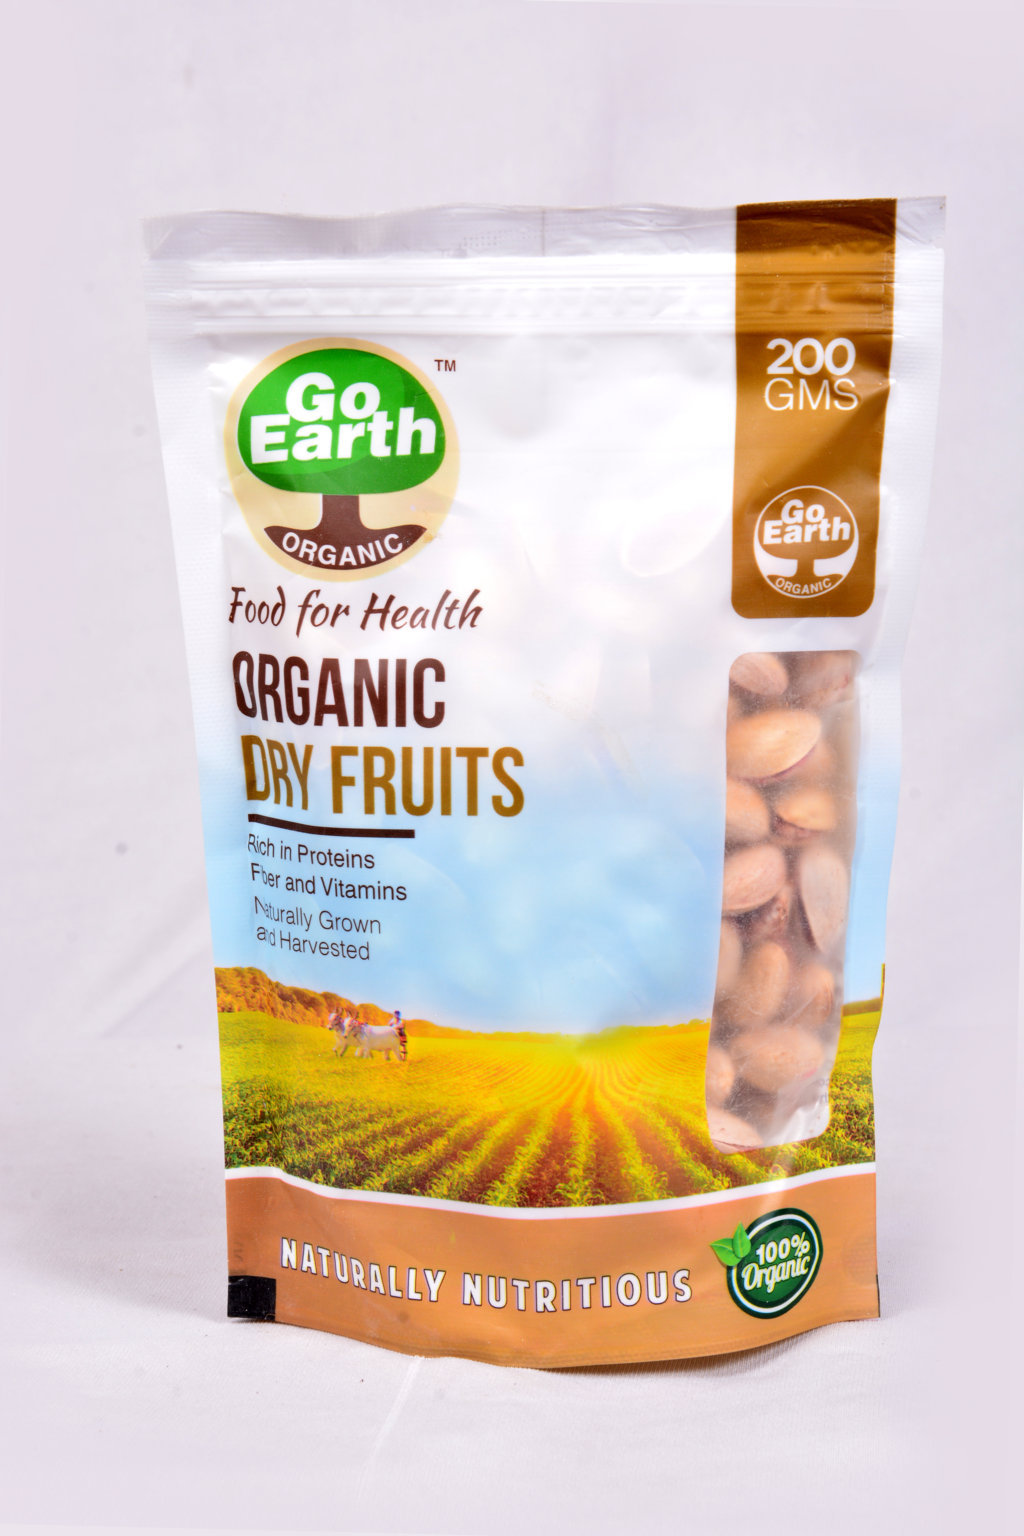 Go
Earth
TM
ORGANIC
Food for Health
ORGANIC
DRY FRUITS
Rich in Proteins
Fiber and Vitamins
Naturally Grown
and Harvested
200
GMS
Go
Earth
ORGANIC
NATURALLY NUTRITIOUS
100%
Organic